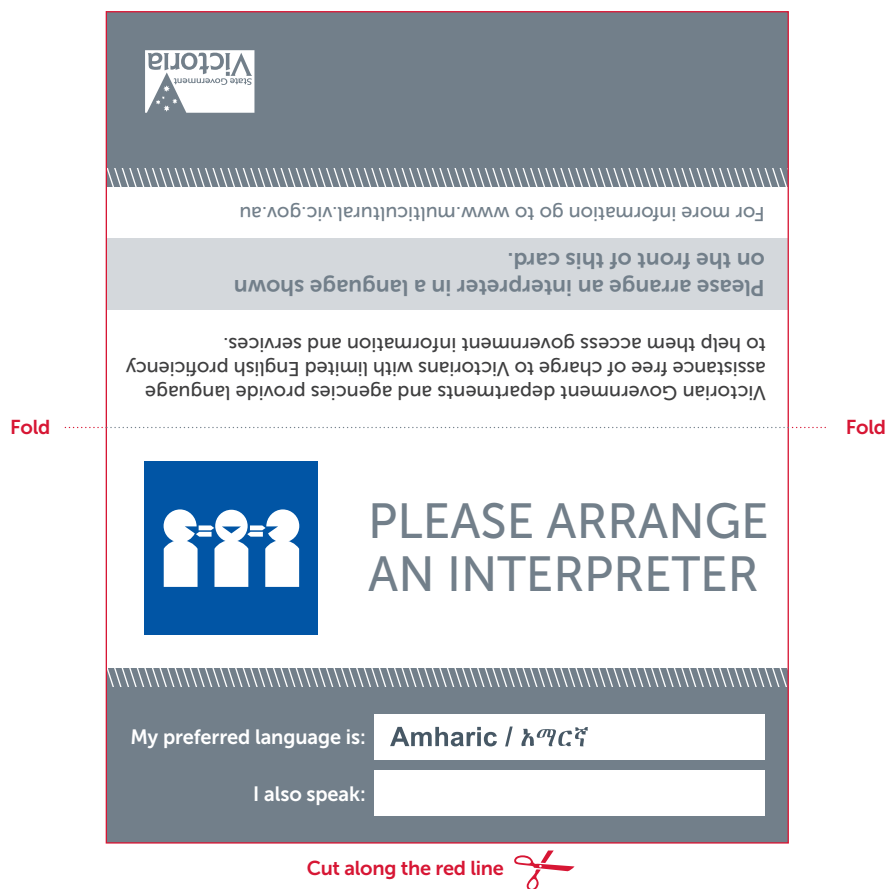 Victoria
State Government
For more information go to www.multicultural.vic.gov.au
Please arrange an interpreter in a language shown
on the front of this card.
Victorian Government departments and agencies provide language
assistance free of charge to Victorians with limited English proficiency
to help them access government information and services.
Fold
Fold
PLEASE ARRANGE
AN INTERPRETER
My preferred language is: Amharic / አማርኛ
I also speak:
Cut along the red line